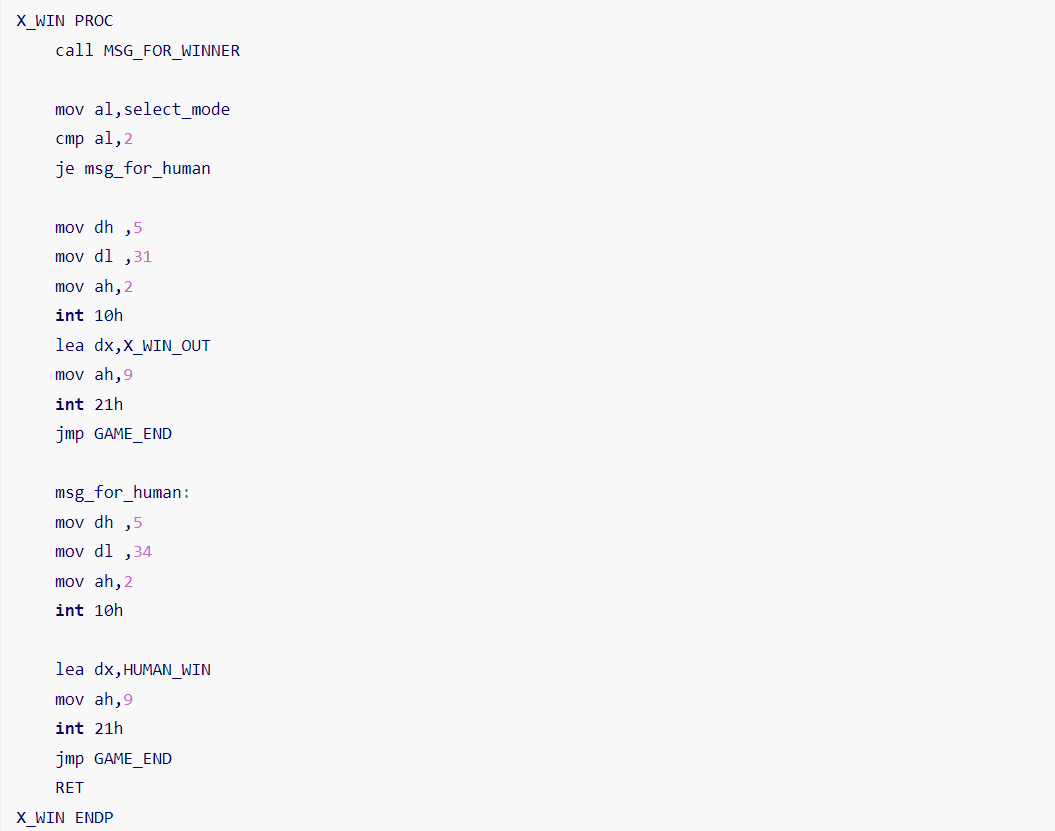 X_WIN PROC
    call MSG_FOR_WINNER

    mov al,select_mode
    cmp al,2
    je msg_for_human

    mov dh ,5
    mov dl ,31
    mov ah,2
    int 10h
    lea dx,X_WIN_OUT
    mov ah,9
    int 21h
    jmp GAME_END

    msg_for_human:
    mov dh ,5
    mov dl ,34
    mov ah,2
    int 10h

    lea dx,HUMAN_WIN
    mov ah,9
    int 21h
    jmp GAME_END
    RET
X_WIN ENDP